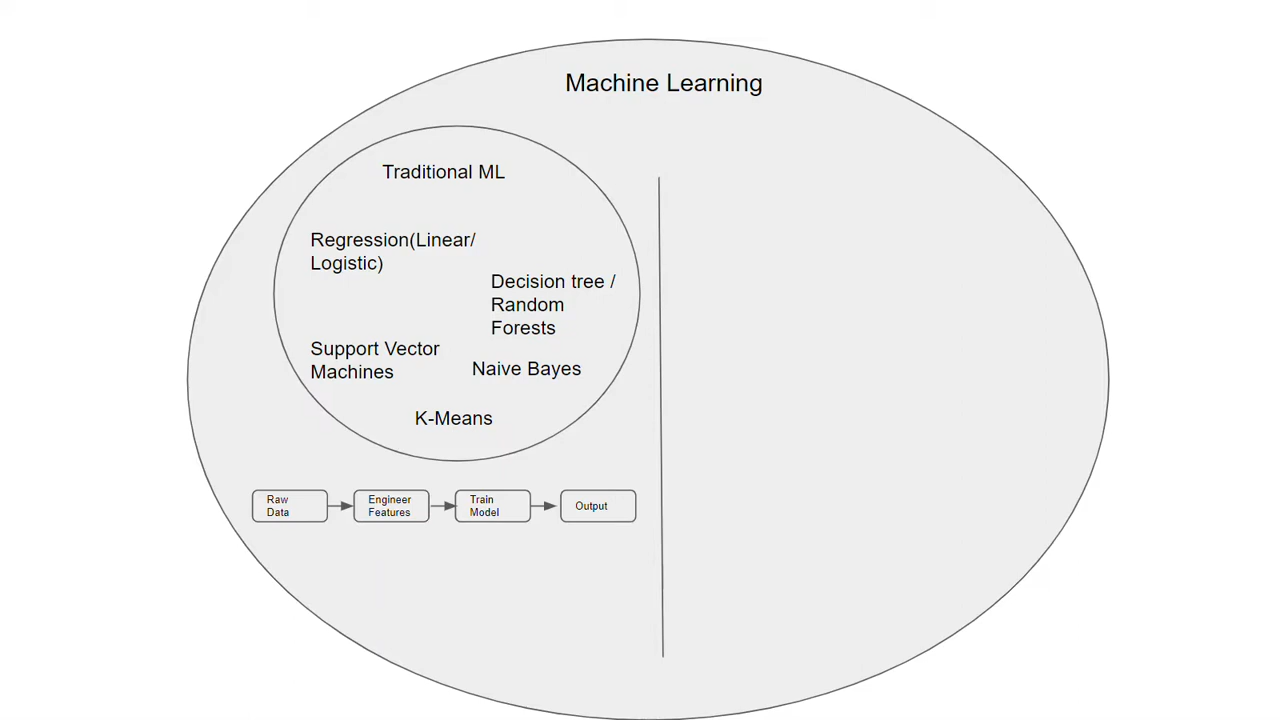 Machine Learning
Traditional ML
Regression(Linear/
Logistic)
Decision tree /
Random
Forests
Support Vector
Machines
Naive Bayes
K-Means
Raw
Data
Engineer
Features
Train
Model
Output